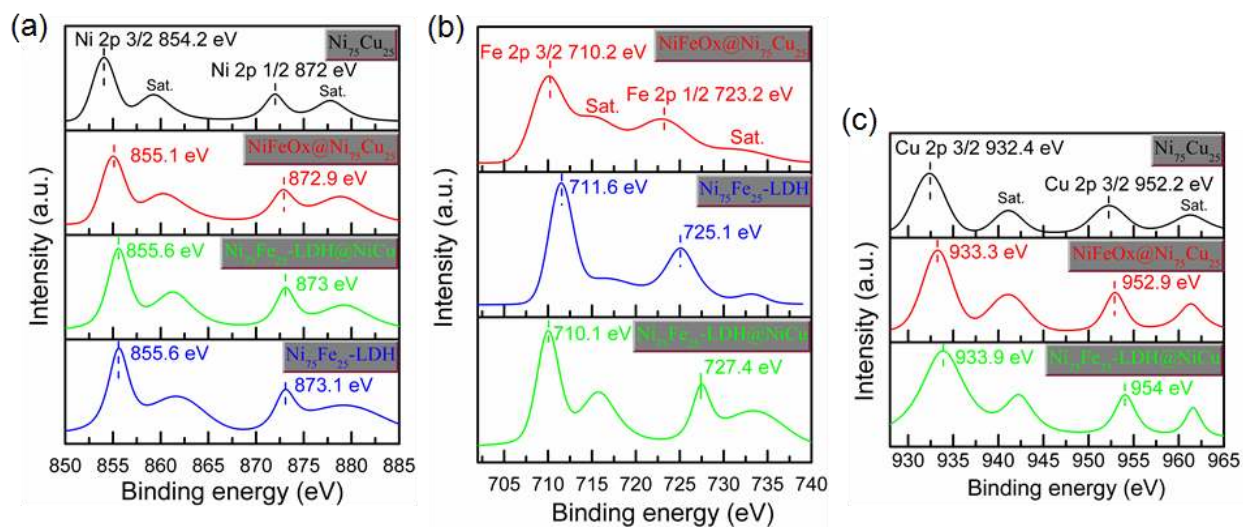 (a)
Ni 2p 3/2 854.2 eV
Ni₇₅Cu₂₅
Ni 2p 1/2 872 eV
Sat.
Sat.
NiFeOx@Ni₇₅Cu₂₅
855.1 eV
872.9 eV
Ni₇₅Fe₂₅-LDH@NiCu
855.6 eV
873 eV
Ni₇₅Fe₂₅-LDH
855.6 eV
873.1 eV
Intensity (a.u.)
850 855 860 865 870 875 880 885
Binding energy (eV)
(b)
NiFeOx@Ni₇₅Cu₂₅
Fe 2p 3/2 710.2 eV
Fe 2p 1/2 723.2 eV
Sat.
Sat.
Ni₇₅Fe₂₅-LDH
711.6 eV
725.1 eV
Ni₇₅Fe₂₅-LDH@NiCu
710.1 eV
727.4 eV
Intensity (a.u.)
705 710 715 720 725 730 735 740
Binding energy (eV)
(c)
Cu 2p 3/2 932.4 eV
Ni₇₅Cu₂₅
Cu 2p 3/2 952.2 eV
Sat.
Sat.
NiFeOx@Ni₇₅Cu₂₅
933.3 eV
952.9 eV
Ni₇₅Fe₂₅-LDH@NiCu
933.9 eV
954 eV
Intensity (a.u.)
930 935 940 945 950 955 960 965
Binding energy (eV)